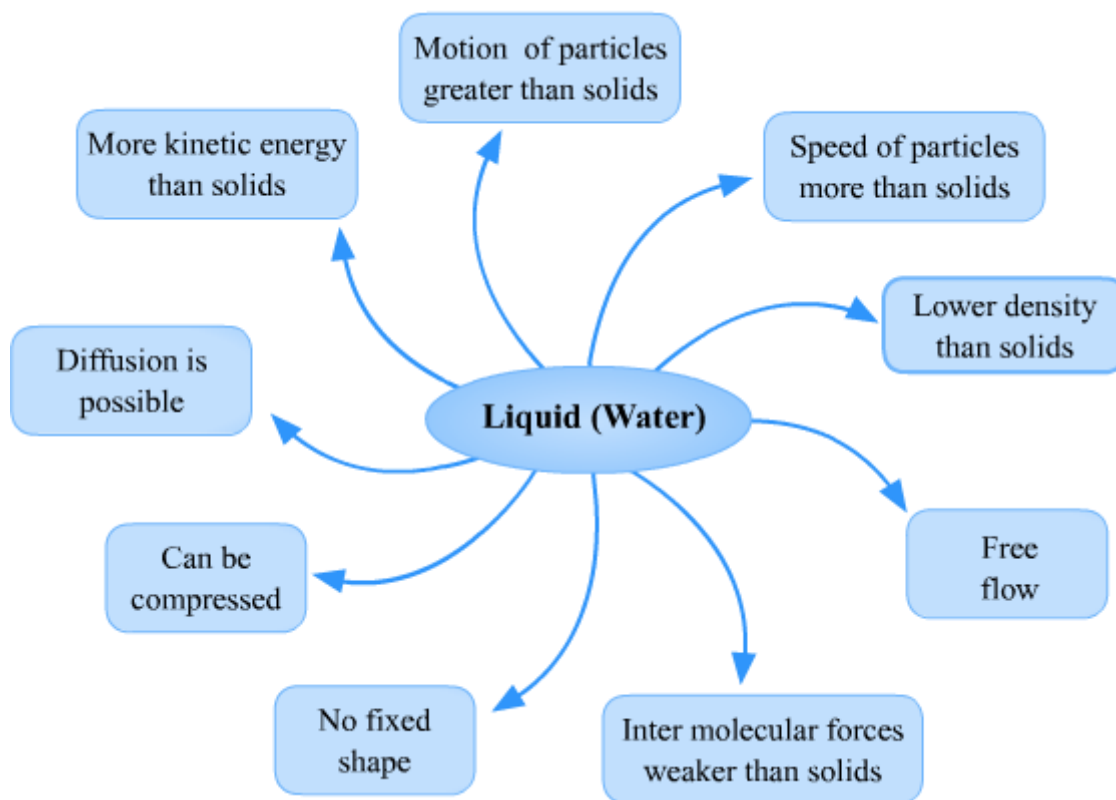 Motion of particles
greater than solids
More kinetic energy
than solids
Speed of particles
more than solids
Lower density
than solids
Diffusion is
possible
Liquid (Water)
Can be
compressed
Free
flow
No fixed
shape
Inter molecular forces
weaker than solids